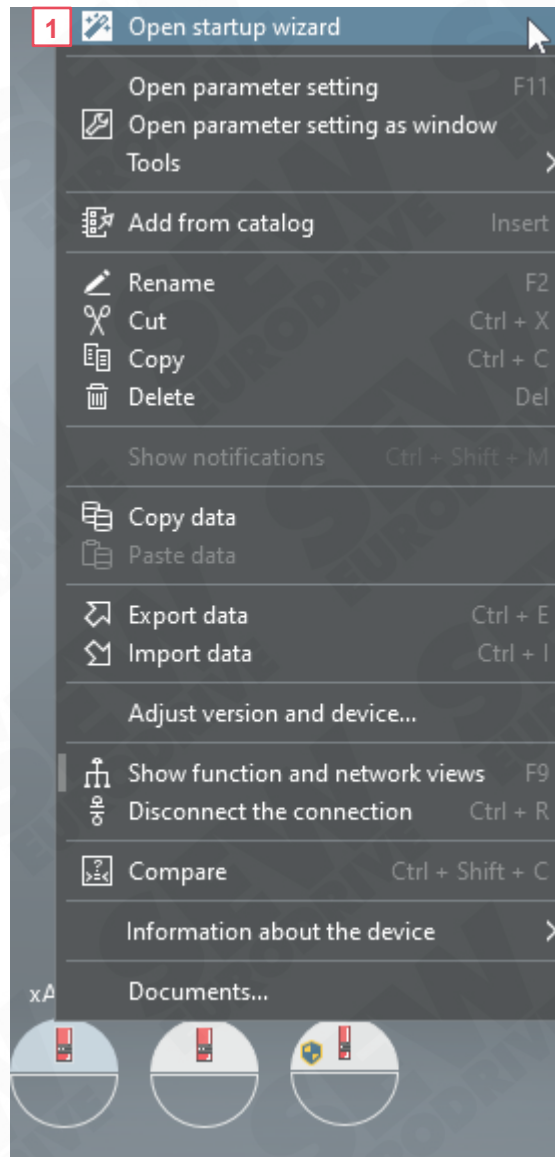 1 Open startup wizard
Open parameter setting F11
Open parameter setting as window
Tools
Add from catalog Insert
Rename F2
Cut Ctrl + X
Copy Ctrl + C
Delete Del
Show notifications Ctrl + Shift + M
Copy data
Paste data
Export data Ctrl + E
Import data Ctrl + I
Adjust version and device...
Show function and network views F9
Disconnect the connection Ctrl + R
Compare Ctrl + Shift + C
Information about the device
Documents...
xA
SEW
EURODRIVE